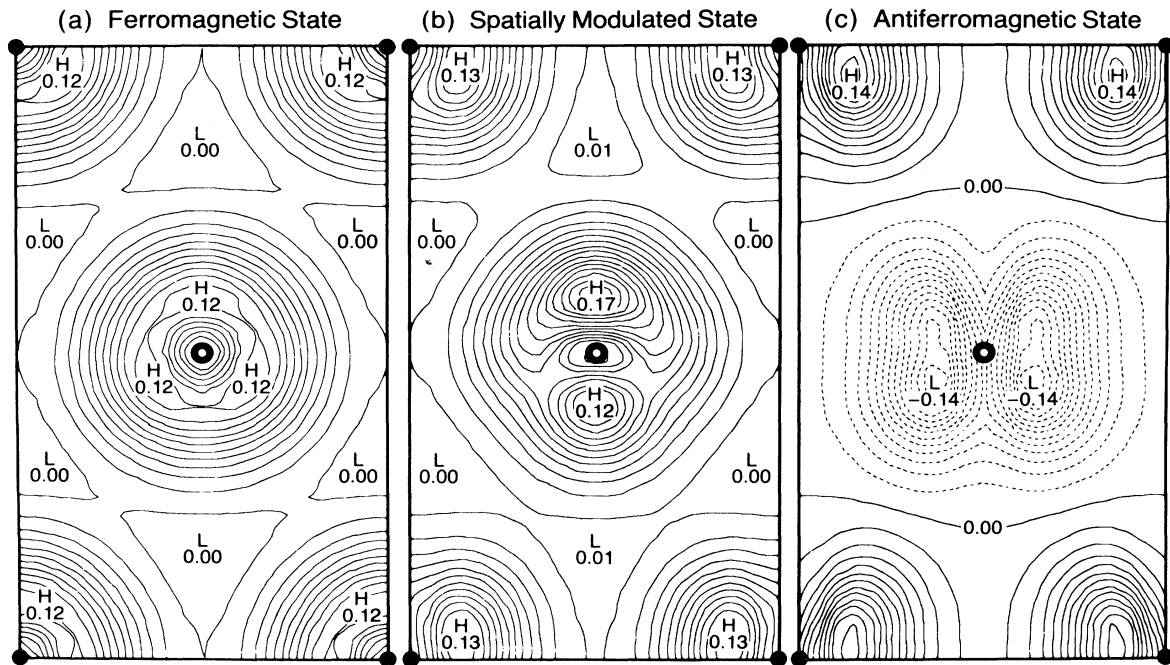 (a) Ferromagnetic State
(b) Spatially Modulated State
(c) Antiferromagnetic State
H
0.12
H
0.12
L
0.00
L
0.00
L
0.00
H
0.12
H
0.12
H
0.12
L
0.00
L
0.00
L
0.00
H
0.12
H
0.12
H
0.13
H
0.13
L
0.01
L
0.00
L
0.00
H
0.17
H
0.12
L
0.00
L
0.00
L
0.01
H
0.13
H
0.13
H
0.14
H
0.14
0.00
L
-0.14
L
-0.14
0.00